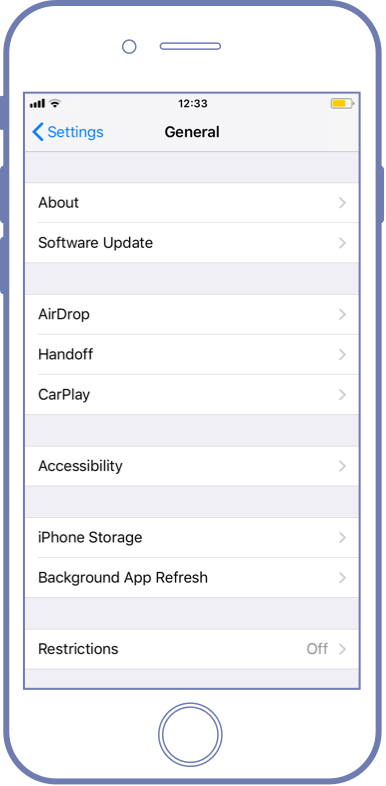 12:33
Settings General
About
Software Update
AirDrop
Handoff
CarPlay
Accessibility
iPhone Storage
Background App Refresh
Restrictions Off